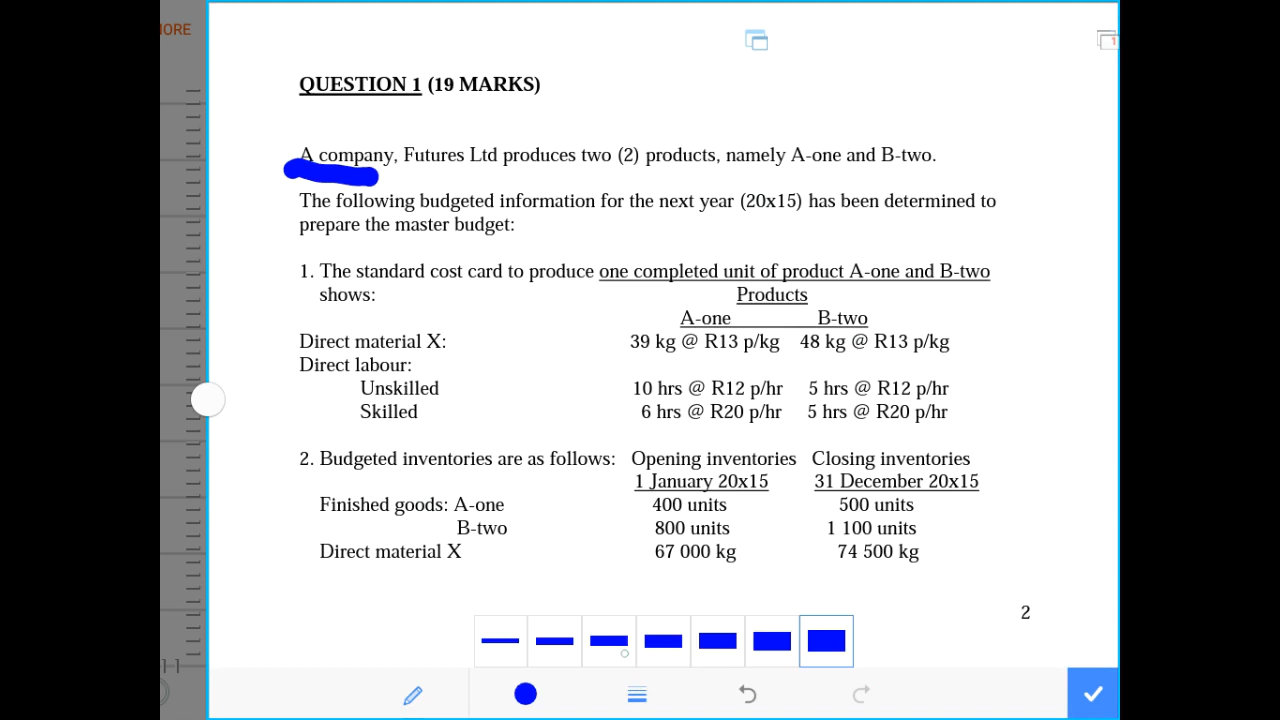 IORE
QUESTION 1 (19 MARKS)
A company, Futures Ltd produces two (2) products, namely A-one and B-two.
The following budgeted information for the next year (20x15) has been determined to
prepare the master budget:
1. The standard cost card to produce one completed unit of product A-one and B-two
shows: Products
A-one B-two
Direct material X: 39 kg @ R13 p/kg 48 kg @ R13 p/kg
Direct labour:
Unskilled 10 hrs @ R12 p/hr 5 hrs @ R12 p/hr
Skilled 6 hrs @ R20 p/hr 5 hrs @ R20 p/hr
2. Budgeted inventories are as follows: Opening inventories Closing inventories
1 January 20x15 31 December 20x15
Finished goods: A-one 400 units 500 units
B-two 800 units 1 100 units
Direct material X 67 000 kg 74 500 kg
2